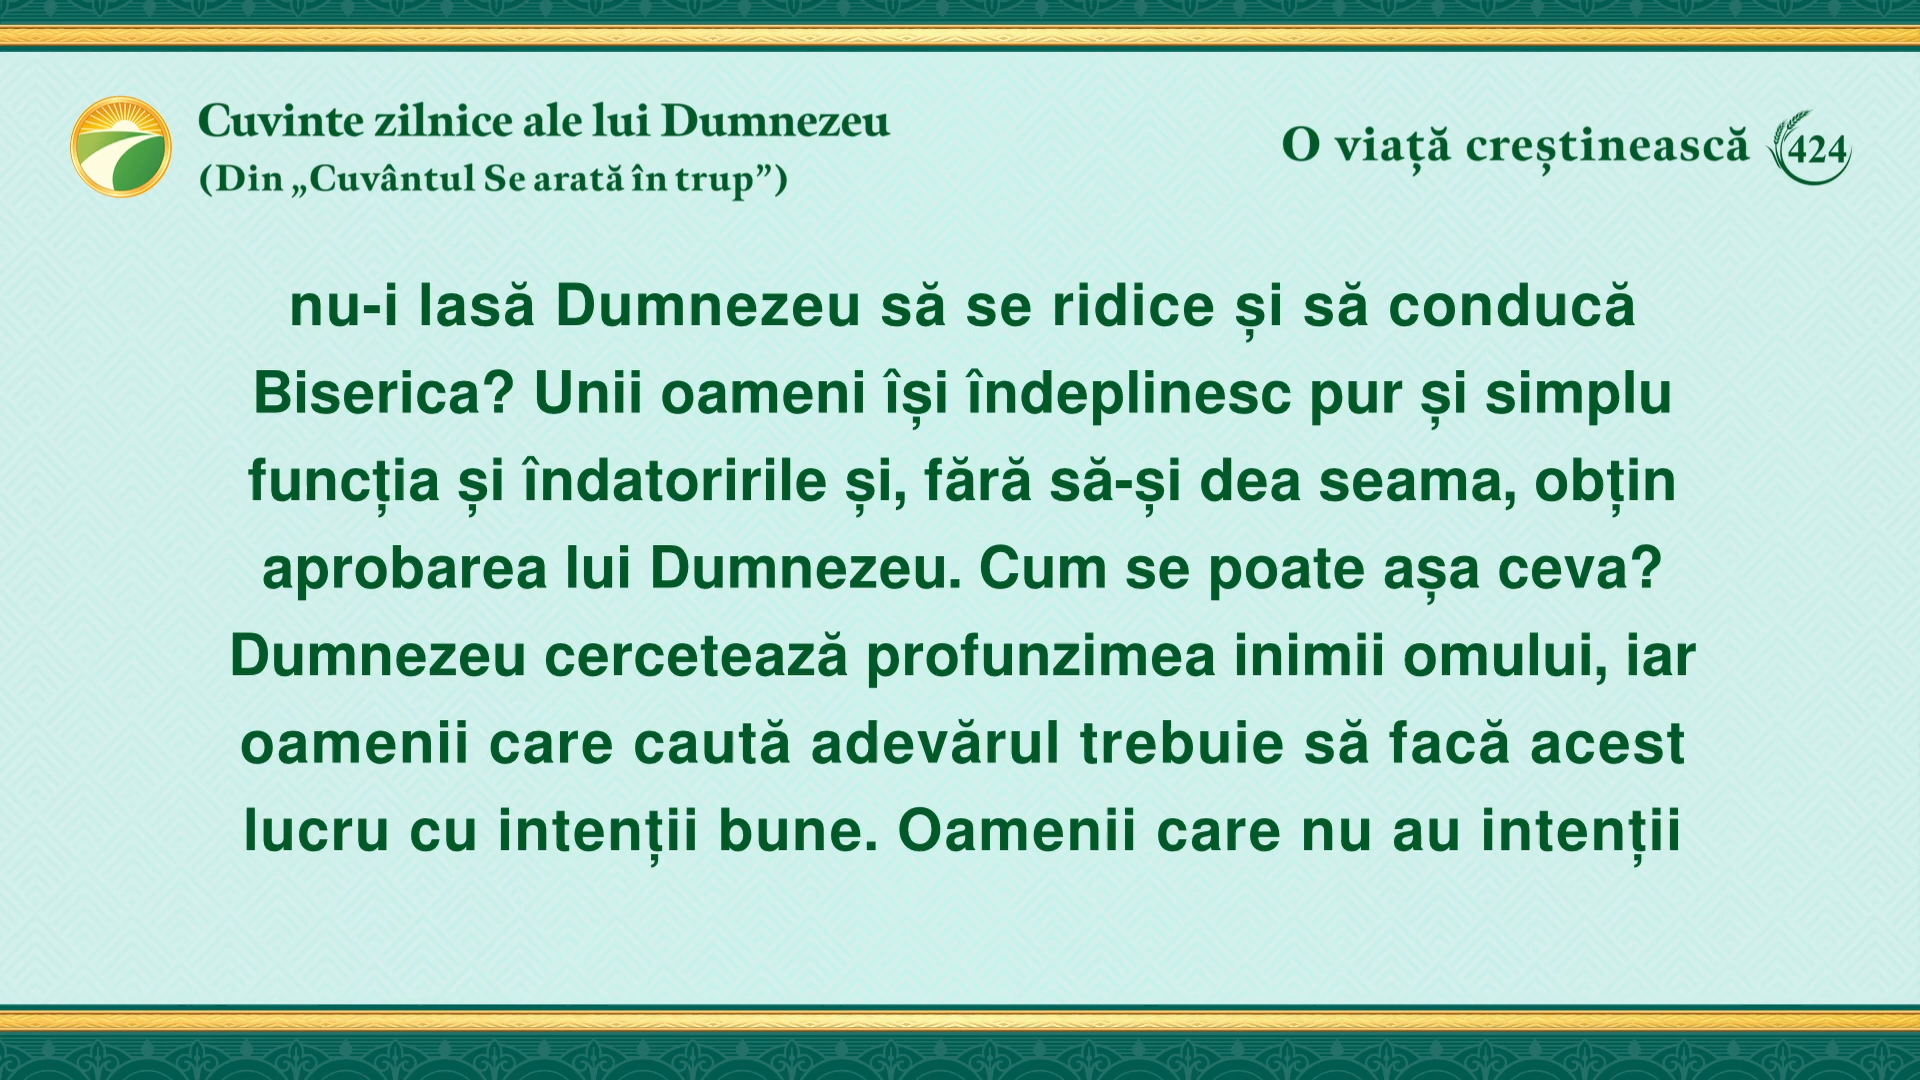 Cuvinte zilnice ale lui Dumnezeu
(Din „Cuvântul Se arată în trup”)
O viață creștinească 424
nu-i lasă Dumnezeu să se ridice și să conducă
Biserica? Unii oameni își îndeplinesc pur și simplu
funcția și îndatoririle și, fără să-și dea seama, obțin
aprobarea lui Dumnezeu. Cum se poate așa ceva?
Dumnezeu cercetează profunzimea inimii omului, iar
oamenii care caută adevărul trebuie să facă acest
lucru cu intenții bune. Oamenii care nu au intenții